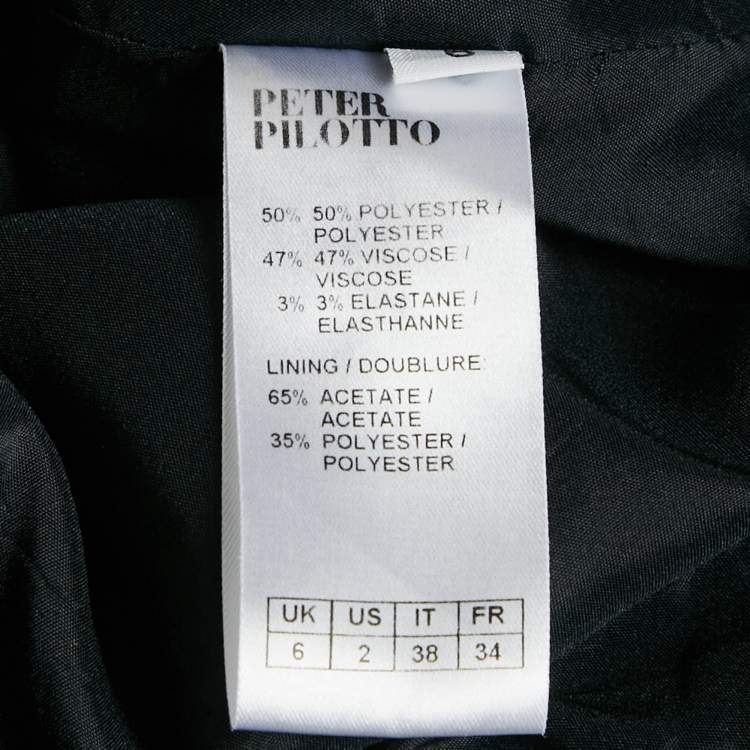 PETER
PILOTTO
50% 50% POLYESTER /
POLYESTER
47% 47% VISCOSE /
VISCOSE
3% 3% ELASTANE /
ELASTHANNE
LINING / DOUBLURE:
65% ACETATE /
ACETATE
35% POLYESTER /
POLYESTER
UK US IT FR
6 2 38 34